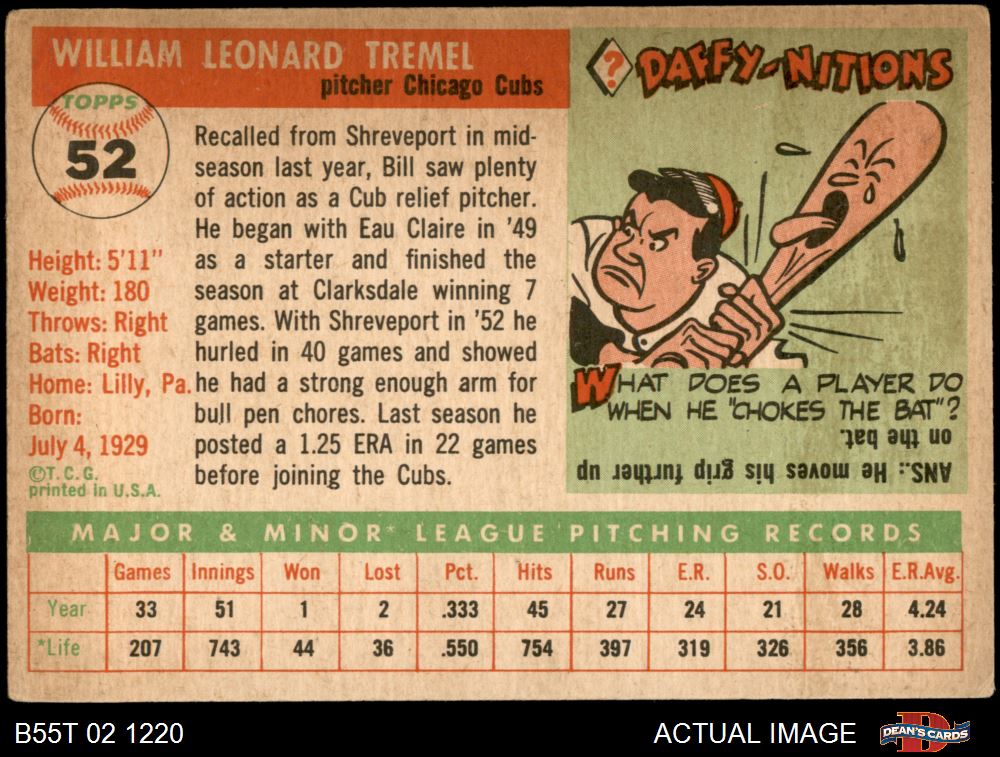 WILLIAM LEONARD TREMEL
pitcher Chicago Cubs
TOPPS
52
Height: 5'11"
Weight: 180
Throws: Right
Bats: Right
Home: Lilly, Pa.
Born:
July 4, 1929
©T. C. G.
printed in U.S.A.
Recalled from Shreveport in mid-
season last year, Bill saw plenty
of action as a Cub relief pitcher.
He began with Eau Claire in '49
as a starter and finished the
season at Clarksdale winning 7
games. With Shreveport in '52 he
hurled in 40 games and showed
he had a strong enough arm for
bull pen chores. Last season he
posted a 1.25 ERA in 22 games
before joining the Cubs.
? DAFFY-NITIONS
WHAT DOES A PLAYER DO
WHEN HE "CHOKES THE BAT"?
ANS.: He moves his grip further up
on the bat.
MAJOR & MINOR* LEAGUE PITCHING RECORDS
Games Innings Won Lost Pct. Hits Runs E.R. S.O. Walks E.R.Avg.
Year 33 51 1 2 .333 45 27 24 21 28 4.24
*Life 207 743 44 36 .550 754 397 319 326 356 3.86
B55T 02 1220
ACTUAL IMAGE
D
DEAN'S CARDS